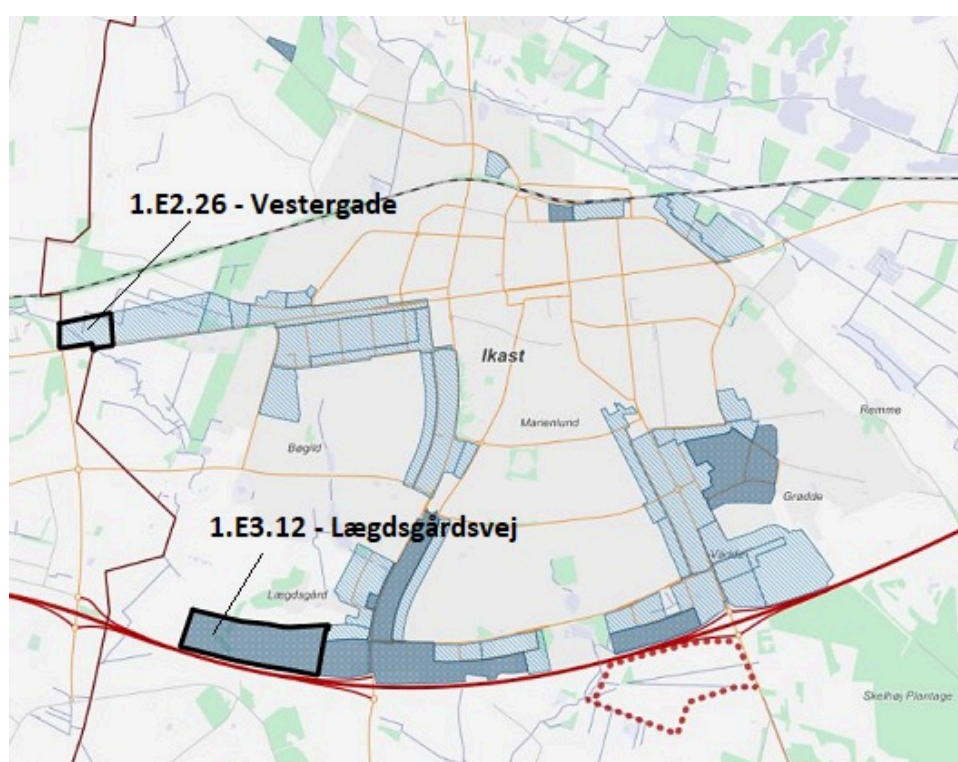 1.E2.26 - Vestergade
Ikast
Marienlund
Remme
Bøgild
Grødde
1.E3.12 - Lægdsgårdsvej
Lægdsgård
Skelhøj Plantage